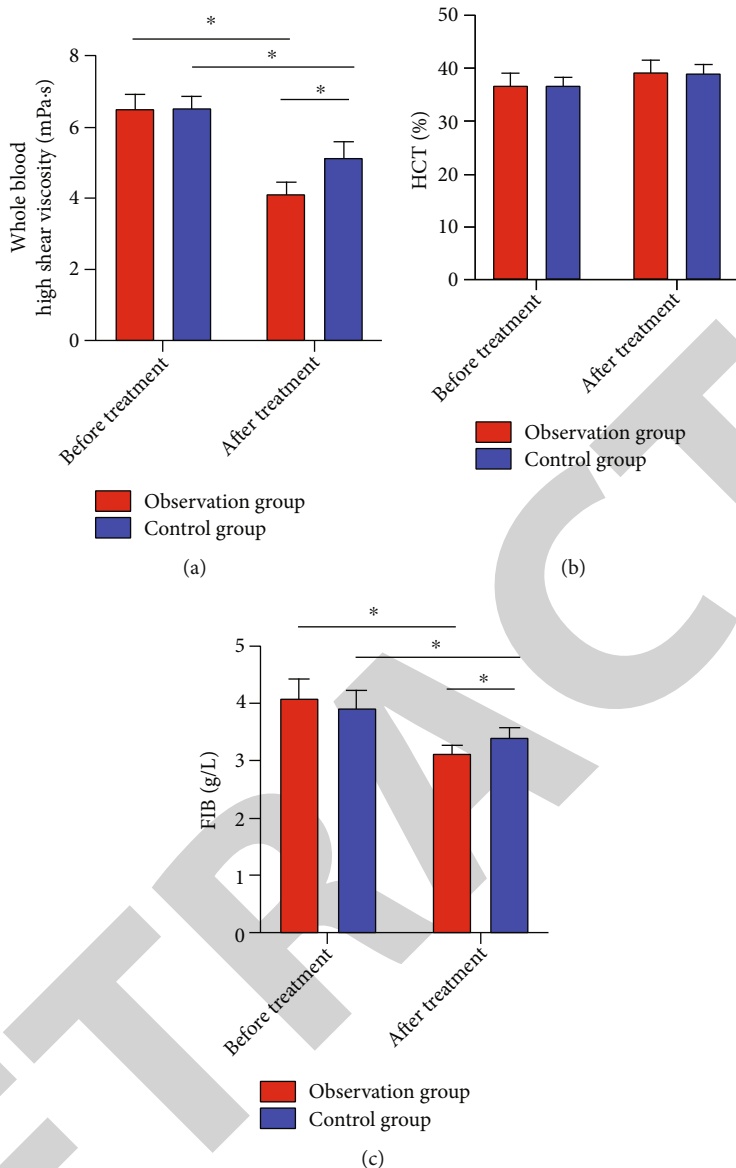 *
*
*
8
6
4
2
0
Whole blood
high shear viscosity (mPa·s)
Before treatment
After treatment
Observation group
Control group
(a)
50
40
30
20
10
0
HCT (%)
Before treatment
After treatment
Observation group
Control group
(b)
*
*
*
5
4
3
2
1
0
FIB (g/L)
Before treatment
After treatment
Observation group
Control group
(c)
TRACT